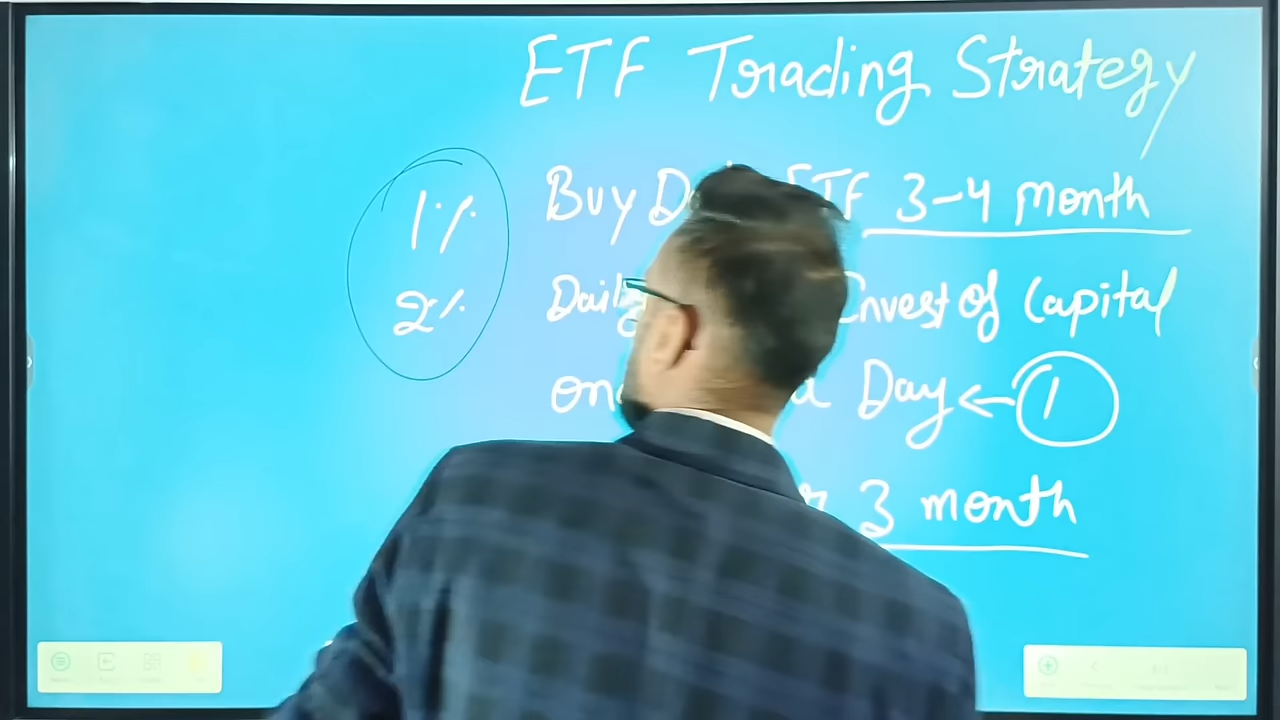 ETF Trading Strategy
1%
2%
Buy ETF 3-4 month
Invest of Capital
Day ← 1
3 month